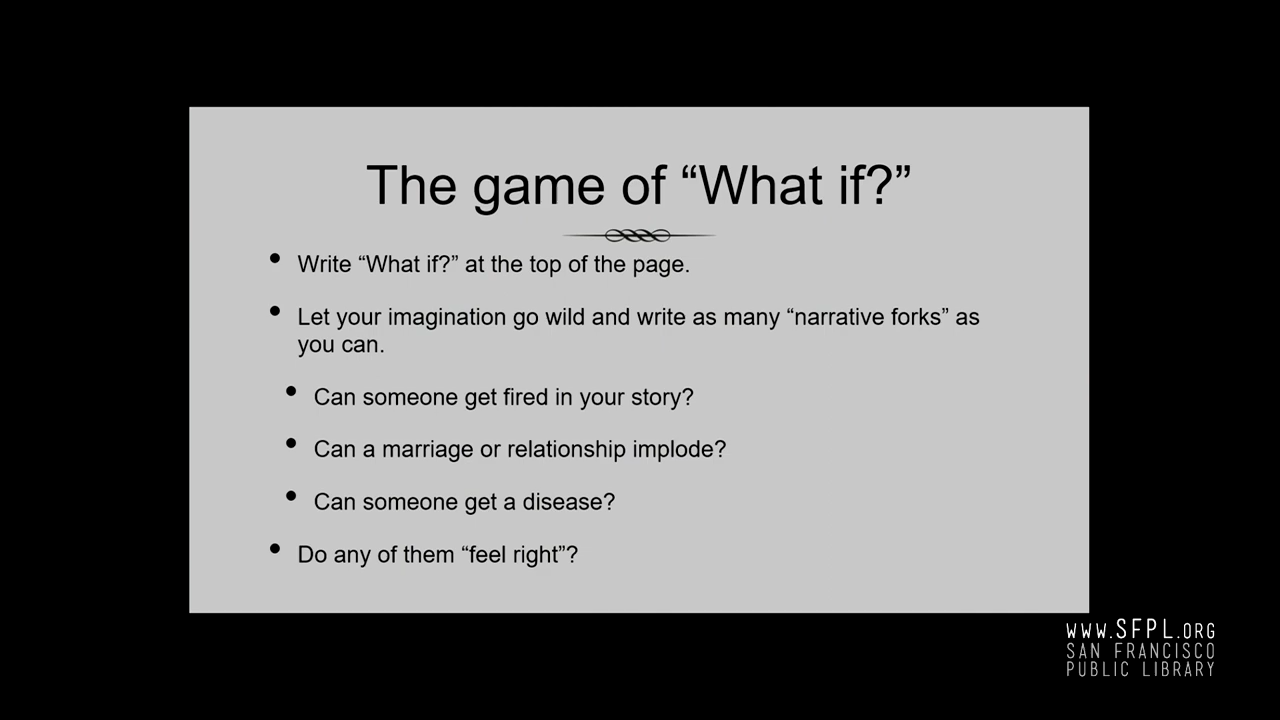 The game of “What if?”
• Write “What if?” at the top of the page.
• Let your imagination go wild and write as many “narrative forks” as
you can.
• Can someone get fired in your story?
• Can a marriage or relationship implode?
• Can someone get a disease?
• Do any of them “feel right”?
WWW.SFPL.ORG
SAN FRANCISCO
PUBLIC LIBRARY